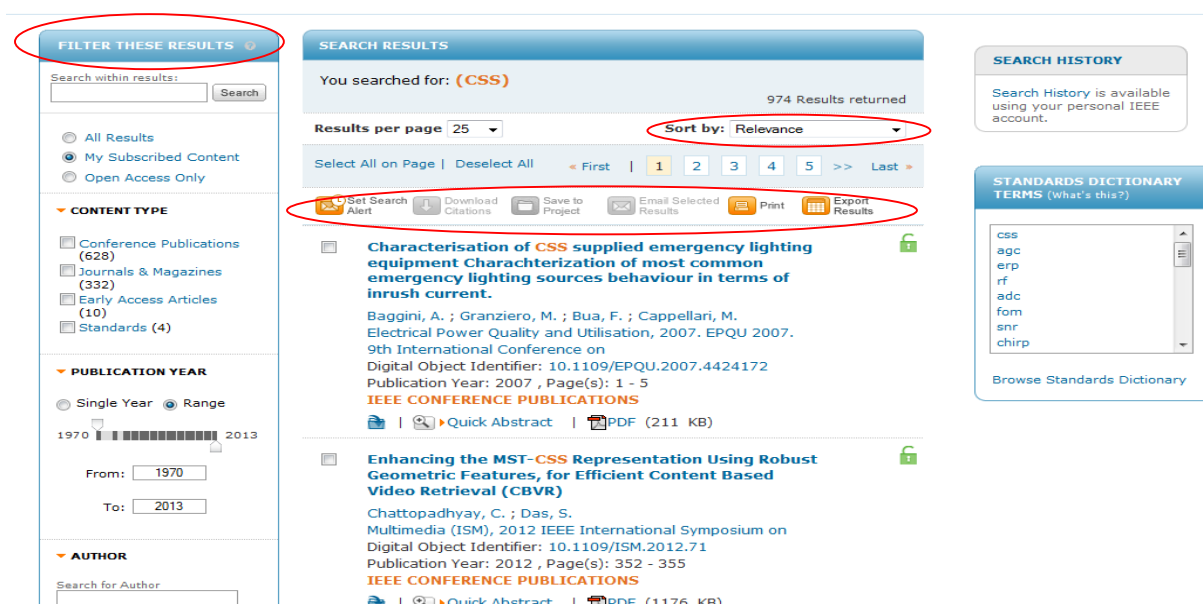 FILTER THESE RESULTS
Search within results:
Search
All Results
My Subscribed Content
Open Access Only
CONTENT TYPE
Conference Publications
(628)
Journals & Magazines
(332)
Early Access Articles
(10)
Standards (4)
PUBLICATION YEAR
Single Year Range
1970 2013
From: 1970
To: 2013
AUTHOR
Search for Author
SEARCH RESULTS
You searched for: (CSS)
974 Results returned
Results per page 25 Sort by: Relevance
Select All on Page | Deselect All « First | 1 2 3 4 5 >> Last »
Set Search Alert Download Citations Save to Project Email Selected Results Print Export Results
Characterisation of CSS supplied emergency lighting
equipment Charachterization of most common
emergency lighting sources behaviour in terms of
inrush current.
Baggini, A. ; Granziero, M. ; Bua, F. ; Cappellari, M.
Electrical Power Quality and Utilisation, 2007. EPQU 2007.
9th International Conference on
Digital Object Identifier: 10.1109/EPQU.2007.4424172
Publication Year: 2007 , Page(s): 1 - 5
IEEE CONFERENCE PUBLICATIONS
| Quick Abstract | PDF (211 KB)
Enhancing the MST-CSS Representation Using Robust
Geometric Features, for Efficient Content Based
Video Retrieval (CBVR)
Chattopadhyay, C. ; Das, S.
Multimedia (ISM), 2012 IEEE International Symposium on
Digital Object Identifier: 10.1109/ISM.2012.71
Publication Year: 2012 , Page(s): 352 - 355
IEEE CONFERENCE PUBLICATIONS
| Quick Abstract | PDF (1176 KB)
SEARCH HISTORY
Search History is available
using your personal IEEE
account.
STANDARDS DICTIONARY
TERMS (What's this?)
css
agc
erp
rf
adc
fom
snr
chirp
Browse Standards Dictionary